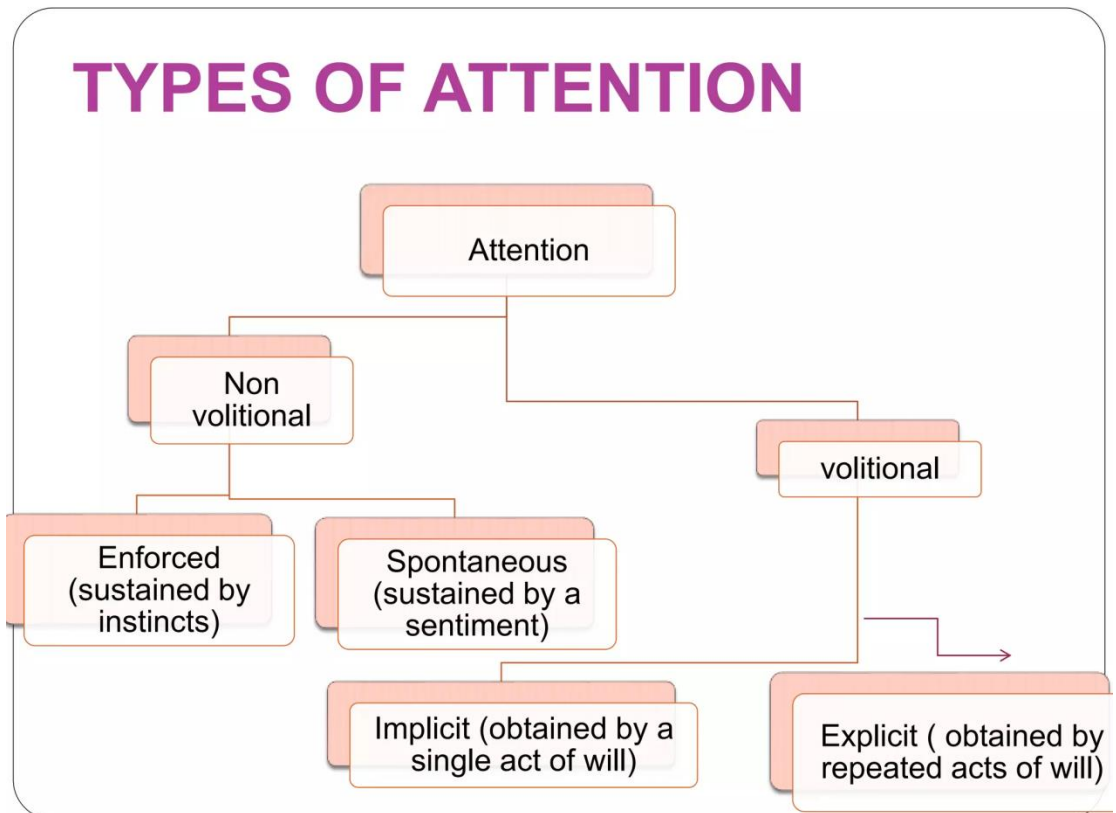 TYPES OF ATTENTION
Attention
Non
volitional
volitional
Enforced
(sustained by
instincts)
Spontaneous
(sustained by a
sentiment)
Implicit (obtained by a
single act of will)
Explicit ( obtained by
repeated acts of will)